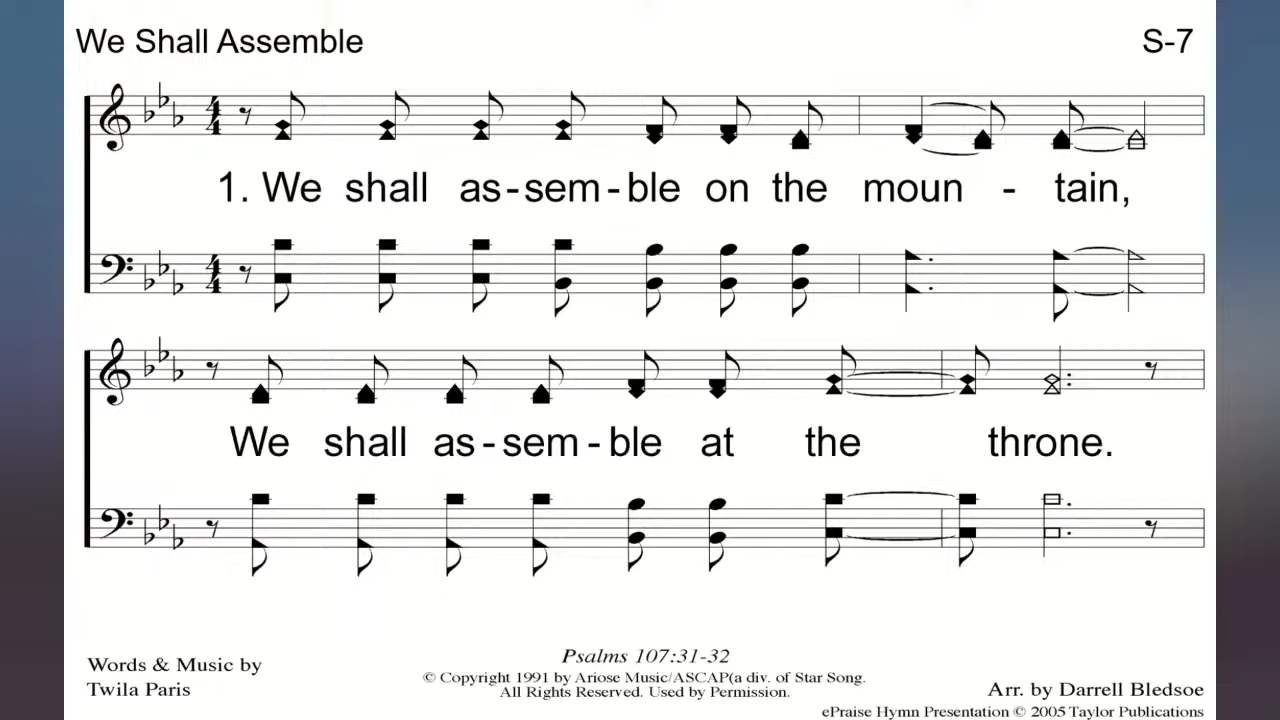 We Shall Assemble
S-7
1. We shall as-sem-ble on the moun - tain,
We shall as-sem-ble at the throne.
Words & Music by
Twila Paris
Psalms 107:31-32
© Copyright 1991 by Ariose Music/ASCAP(a div. of Star Song.
All Rights Reserved. Used by Permission.
Arr. by Darrell Bledsoe
ePraise Hymn Presentation © 2005 Taylor Publications